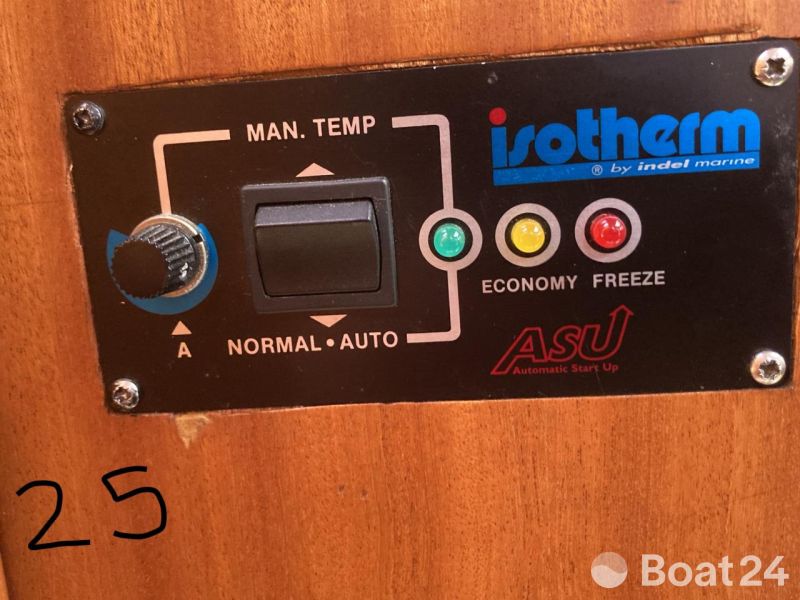 MAN. TEMP
isotherm
® by indel marine
ECONOMY FREEZE
A
NORMAL • AUTO
ASU
Automatic Start Up
25
Boat24